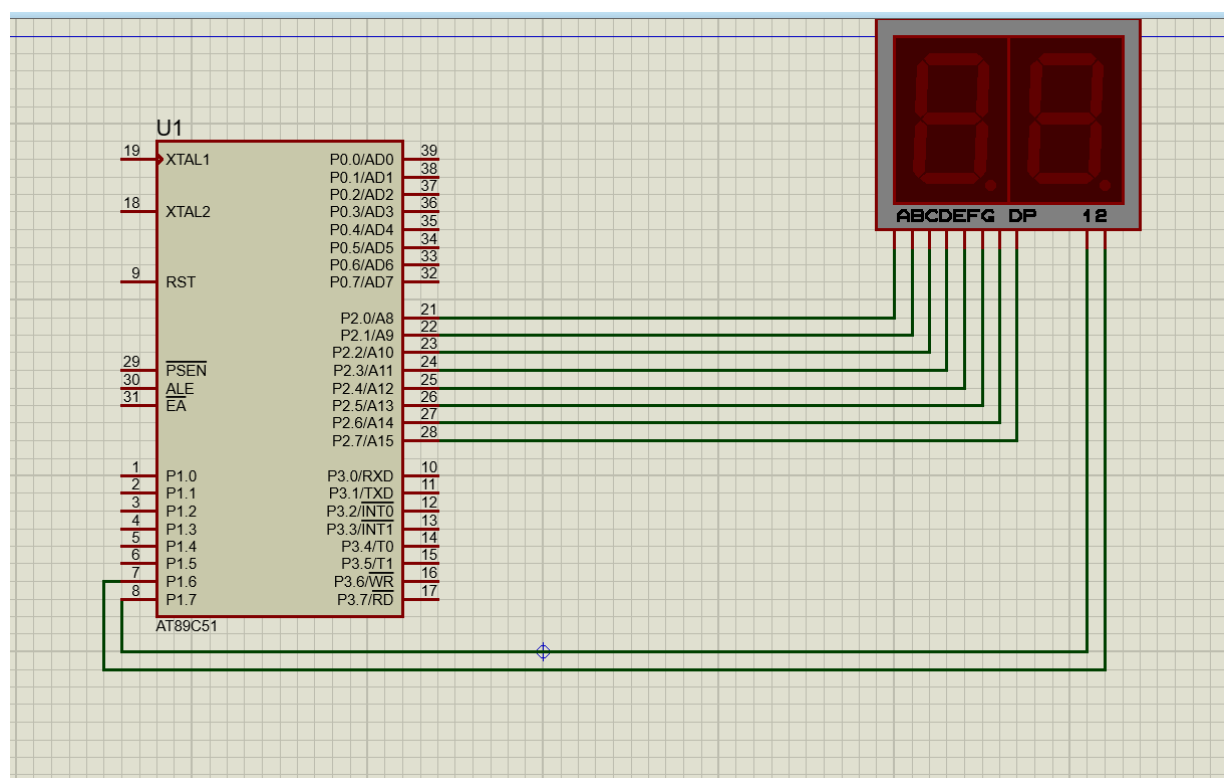 ABCDEFG DP 12
U1
19 XTAL1 P0.0/AD0 39
P0.1/AD1 38
P0.2/AD2 37
18 XTAL2 P0.3/AD3 36
P0.4/AD4 35
P0.5/AD5 34
P0.6/AD6 33
9 RST P0.7/AD7 32
P2.0/A8 21
P2.1/A9 22
P2.2/A10 23
29 PSEN P2.3/A11 24
30 ALE P2.4/A12 25
31 EA P2.5/A13 26
P2.6/A14 27
P2.7/A15 28
1 P1.0 P3.0/RXD 10
2 P1.1 P3.1/TXD 11
3 P1.2 P3.2/INT0 12
4 P1.3 P3.3/INT1 13
5 P1.4 P3.4/T0 14
6 P1.5 P3.5/T1 15
7 P1.6 P3.6/WR 16
8 P1.7 P3.7/RD 17
AT89C51